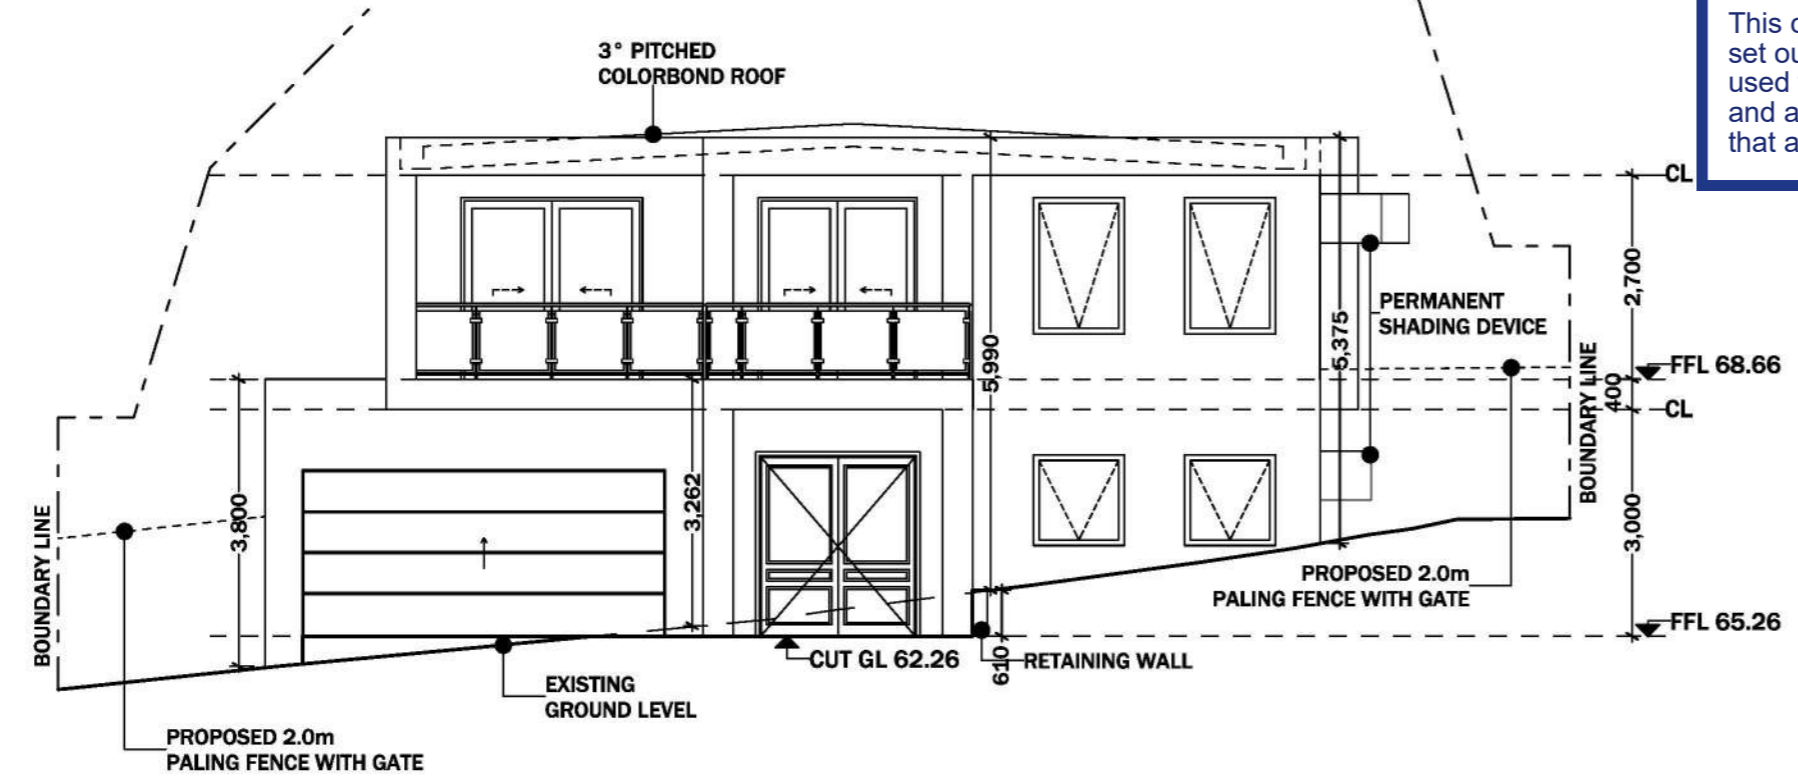 This
set ou
used
and a
that a
3° PITCHED
COLORBOND ROOF
CL
2,700
PERMANENT
SHADING DEVICE
5,990
5,375
FFL 68.66
400
CL
BOUNDARY LINE
3,800
3,262
3,000
BOUNDARY LINE
PROPOSED 2.0m
PALING FENCE WITH GATE
FFL 65.26
CUT GL 62.26
610
RETAINING WALL
EXISTING
GROUND LEVEL
PROPOSED 2.0m
PALING FENCE WITH GATE